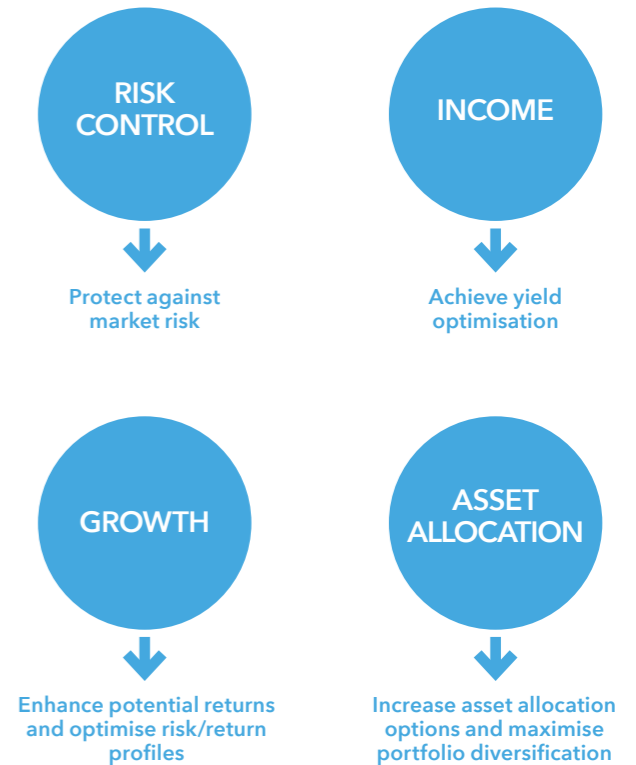 RISK
CONTROL
Protect against
market risk
INCOME
Achieve yield
optimisation
GROWTH
Enhance potential returns
and optimise risk/return
profiles
ASSET
ALLOCATION
Increase asset allocation
options and maximise
portfolio diversification